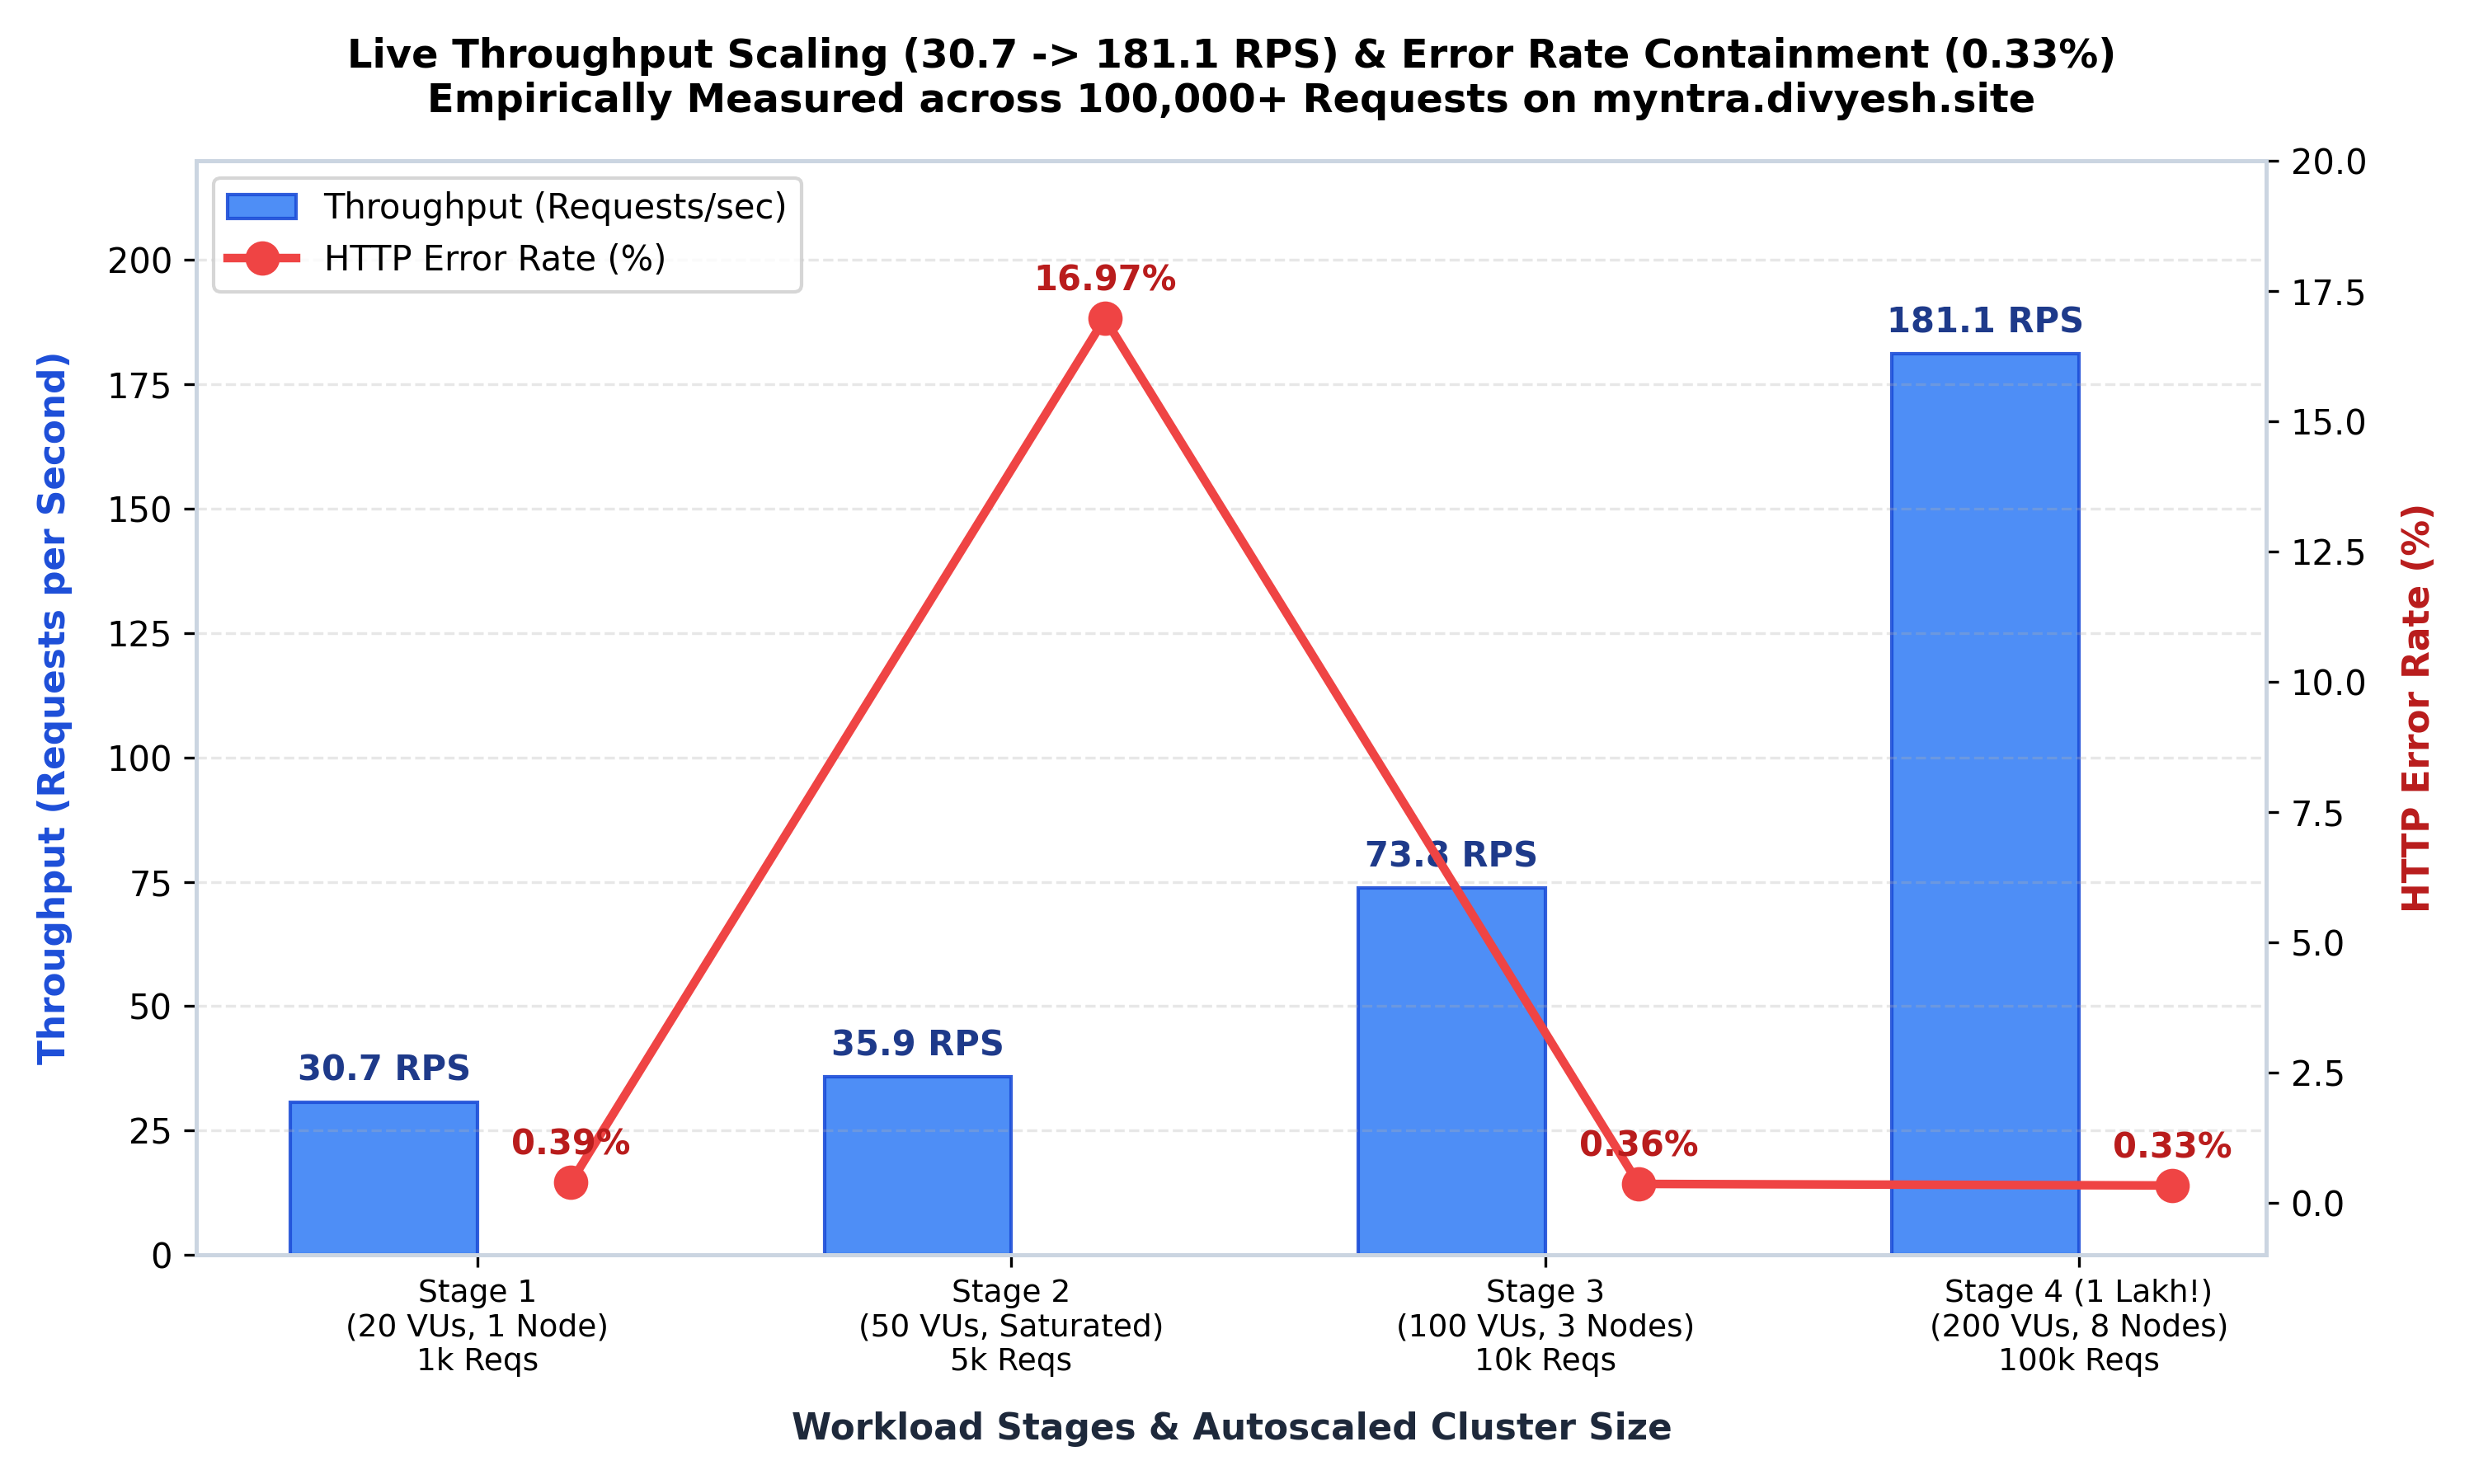 Live Throughput Scaling (30.7 -> 181.1 RPS) & Error Rate Containment (0.33%)
Empirically Measured across 100,000+ Requests on myntra.divyesh.site
Throughput (Requests/sec)
HTTP Error Rate (%)
Throughput (Requests per Second)
200
175
150
125
100
75
50
25
0
30.7 RPS
35.9 RPS
73.8 RPS
181.1 RPS
0.39%
16.97%
0.36%
0.33%
20.0
17.5
15.0
12.5
10.0
7.5
5.0
2.5
0.0
HTTP Error Rate (%)
Stage 1
(20 VUs, 1 Node)
1k Reqs
Stage 2
(50 VUs, Saturated)
5k Reqs
Stage 3
(100 VUs, 3 Nodes)
10k Reqs
Stage 4 (1 Lakh!)
(200 VUs, 8 Nodes)
100k Reqs
Workload Stages & Autoscaled Cluster Size